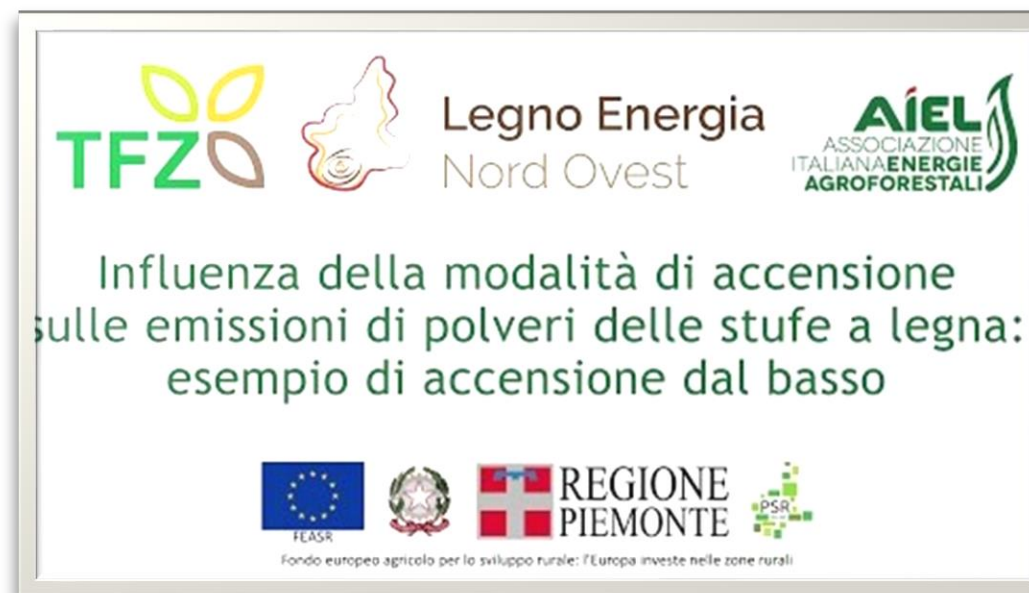 TFZ
Legno Energia
Nord Ovest
AIEL
ASSOCIAZIONE
ITALIANAENERGIE
AGROFORESTALI
Influenza della modalità di accensione
sulle emissioni di polveri delle stufe a legna:
esempio di accensione dal basso
FEASR
REGIONE
PIEMONTE
PSR
Fondo europeo agricolo per lo sviluppo rurale: l'Europa investe nelle zone rurali